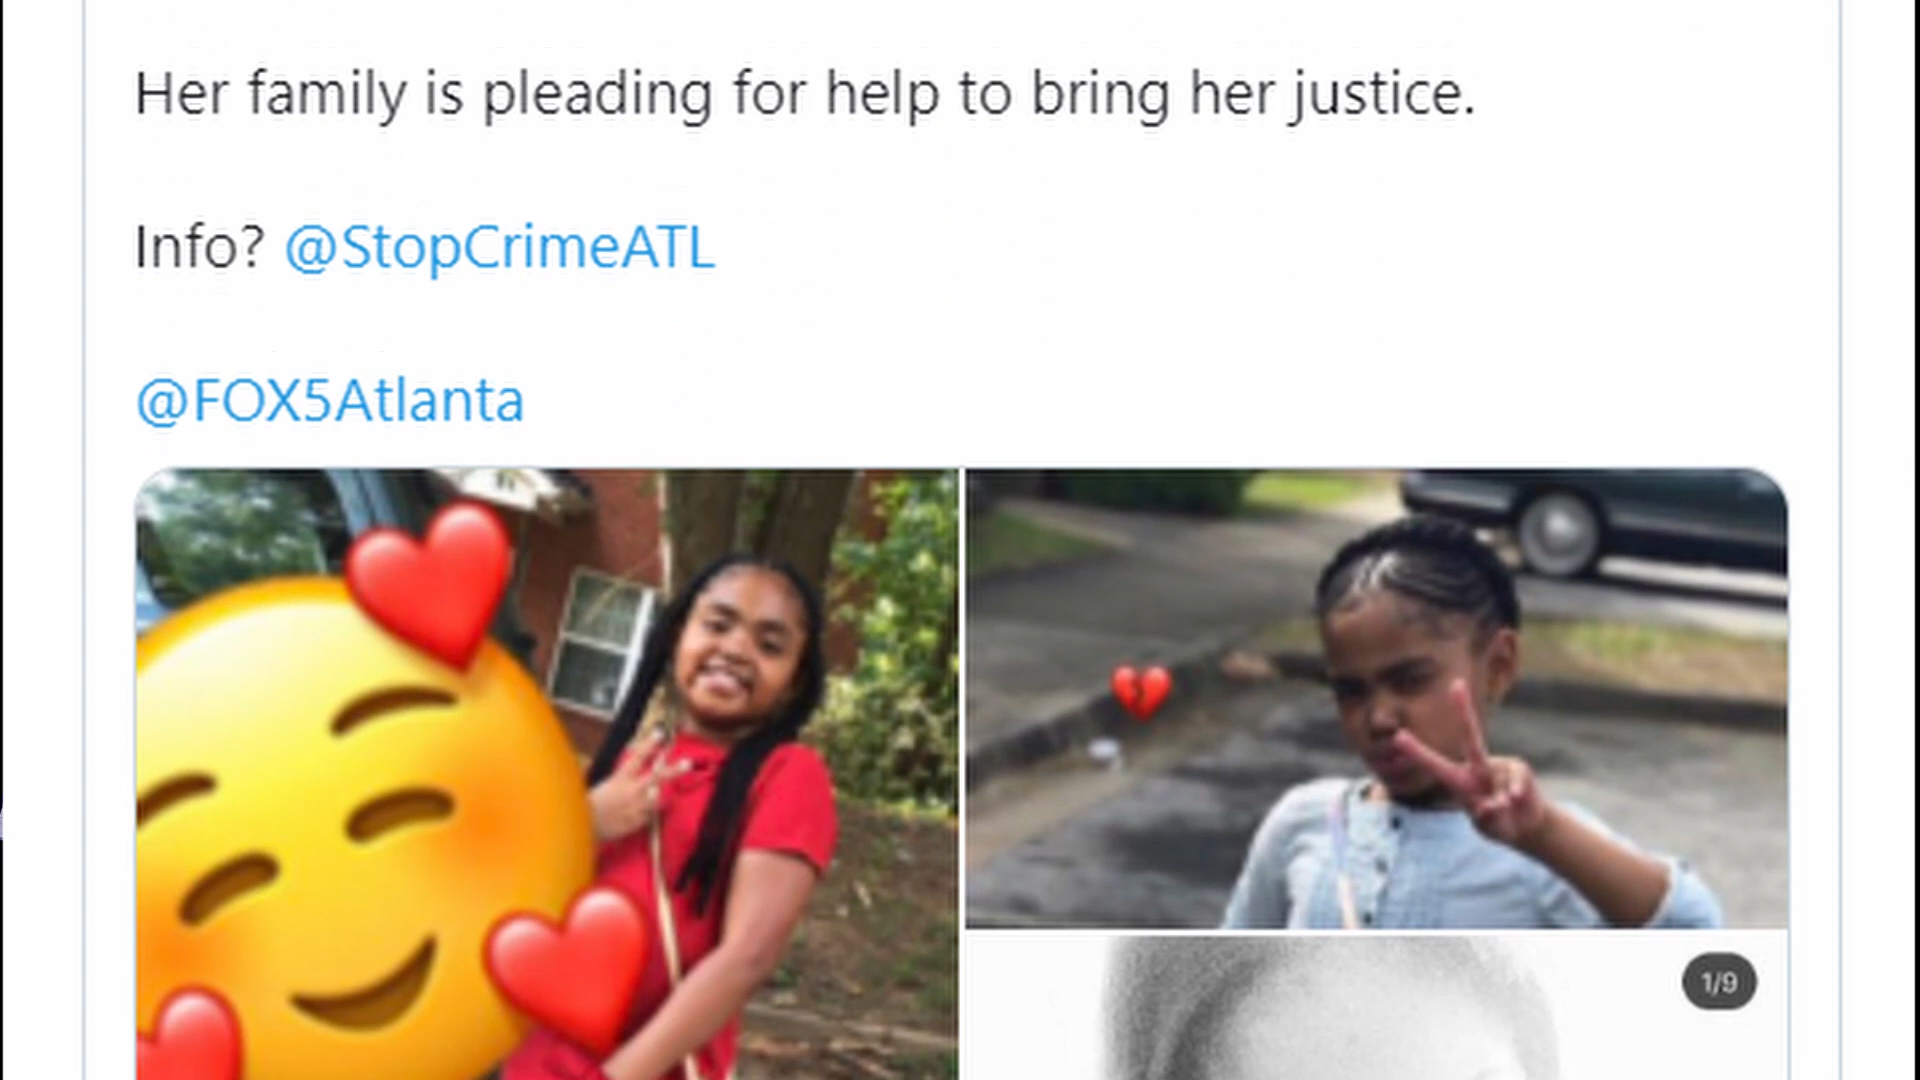 Her family is pleading for help to bring her justice.
Info? @StopCrimeATL
@FOX5Atlanta
1/9